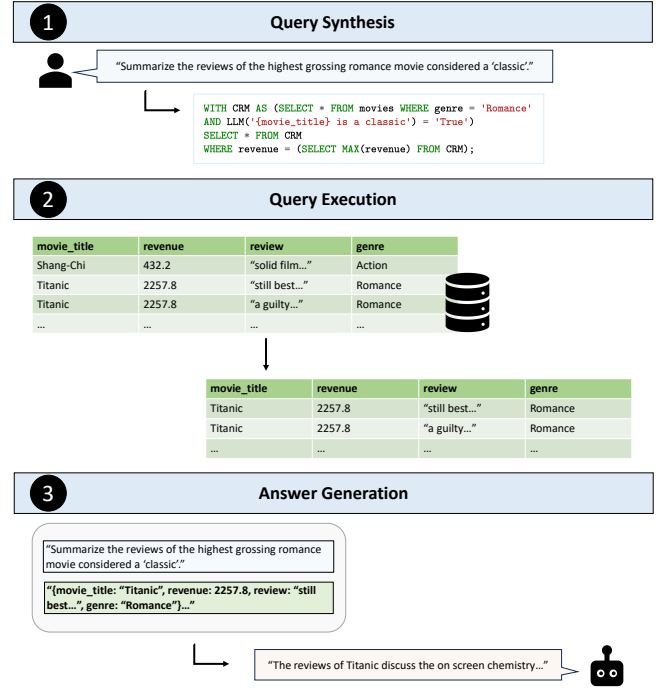 1
Query Synthesis
“Summarize the reviews of the highest grossing romance movie considered a ‘classic’.”
WITH CRM AS (SELECT * FROM movies WHERE genre = 'Romance'
AND LLM('{movie_title} is a classic') = 'True')
SELECT * FROM CRM
WHERE revenue = (SELECT MAX(revenue) FROM CRM);
2
Query Execution
movie_title revenue review genre
Shang-Chi 432.2 “solid film…” Action
Titanic 2257.8 “still best…” Romance
Titanic 2257.8 “a guilty…” Romance
… … … …
movie_title revenue review genre
Titanic 2257.8 “still best…” Romance
Titanic 2257.8 “a guilty…” Romance
… … … …
3
Answer Generation
“Summarize the reviews of the highest grossing romance
movie considered a ‘classic’.”
“{movie_title: “Titanic”, revenue: 2257.8, review: “still
best…”, genre: “Romance”}…”
“The reviews of Titanic discuss the on screen chemistry…”